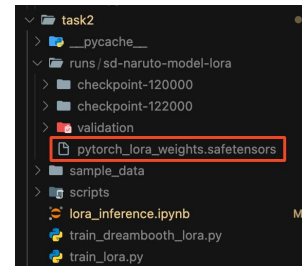 task2
__pycache__
runs/sd-naruto-model-lora
checkpoint-120000
checkpoint-122000
validation
pytorch_lora_weights.safetensors
sample_data
scripts
lora_inference.ipynb M
train_dreambooth_lora.py
train_lora.py